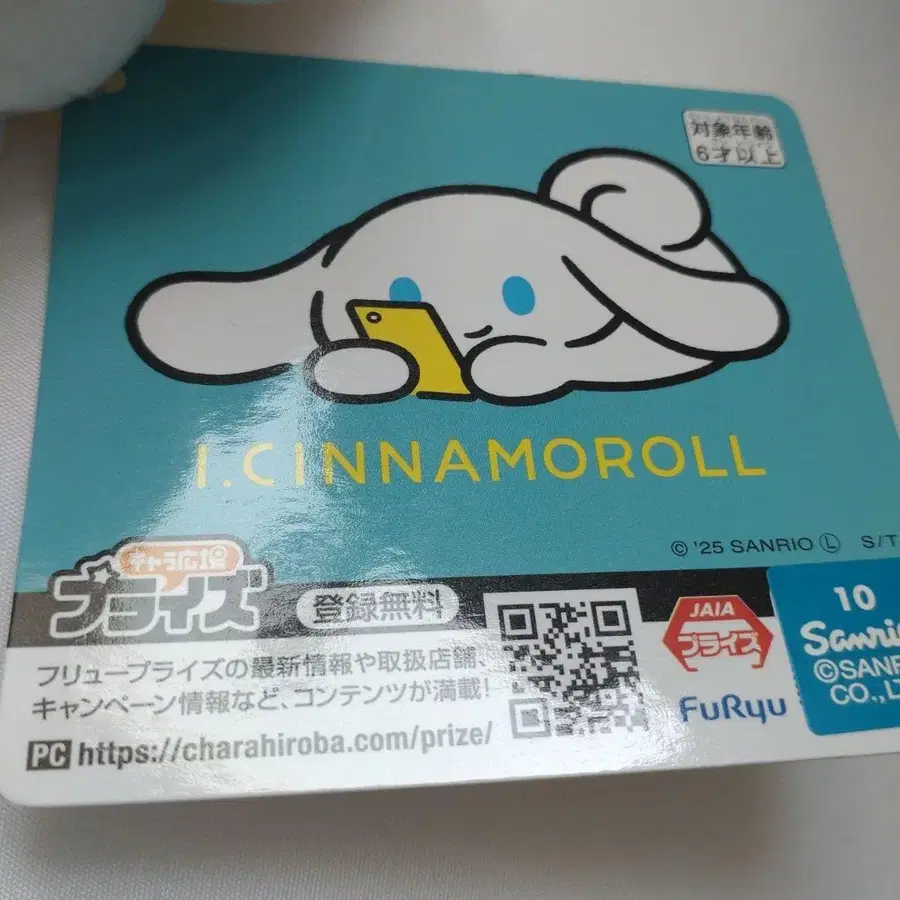 対象年齢
6才以上
I.CINNAMOROLL
© '25 SANRIO Ⓛ S/T
キャラ広場
プライズ
登録無料
フリュープライズの最新情報や取扱店舗、
キャンペーン情報など、コンテンツが満載!
PC https://charahiroba.com/prize/
JAIA
プライズ
FuRyu
10
Sanrio
©SANR
CO.,L